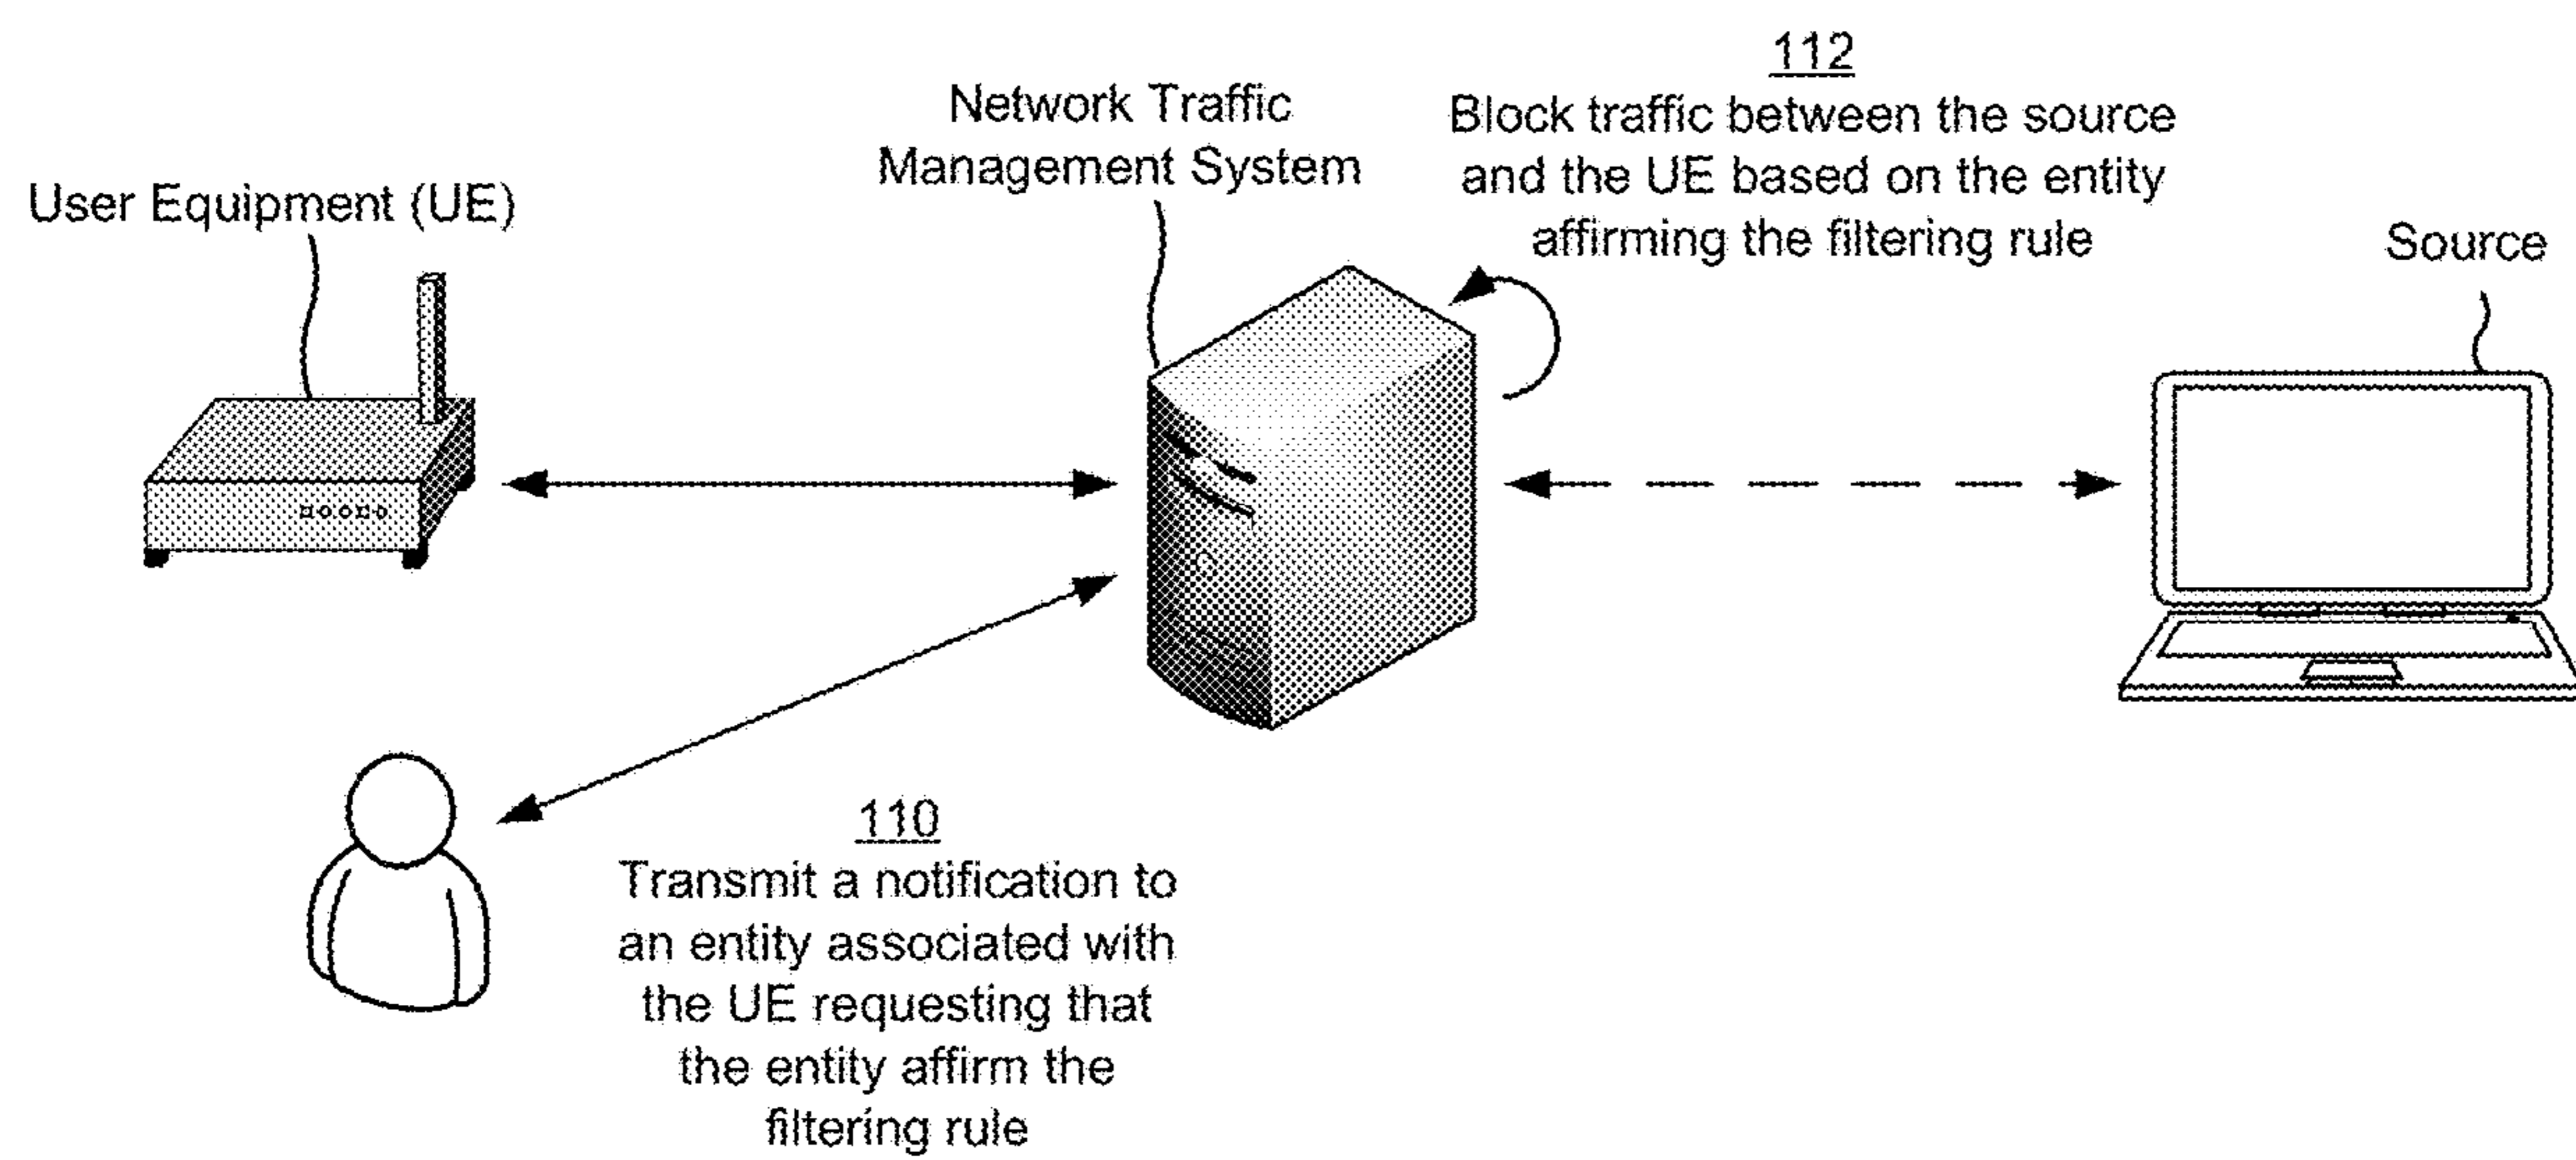 112
Network Traffic
Management System
Block traffic between the source
and the UE based on the entity
affirming the filtering rule
User Equipment (UE)
Source
110
Transmit a notification to
an entity associated with
the UE requesting that
the entity affirm the
filtering rule